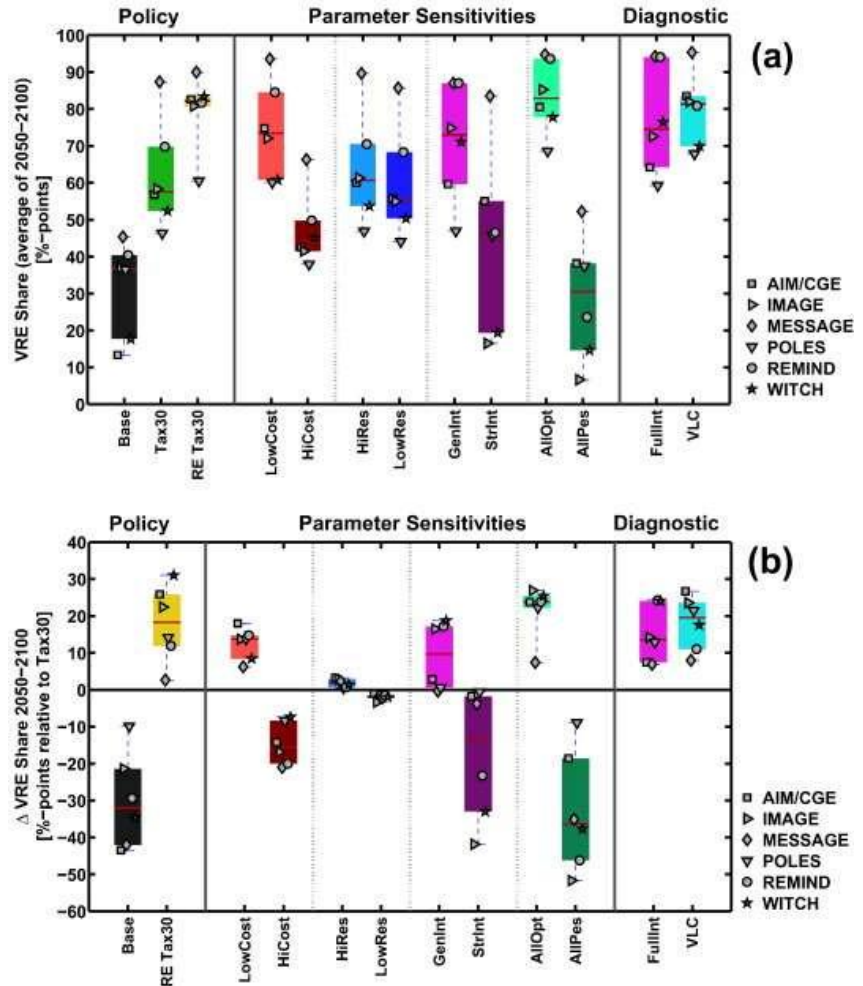 Policy Parameter Sensitivities Diagnostic
(a)
VRE Share (average of 2050−2100)
[%−points]
100
90
80
70
60
50
40
30
20
10
0
AIM/CGE
IMAGE
MESSAGE
POLES
REMIND
WITCH
Base
Tax30
RE Tax30
LowCost
HiCost
HiRes
LowRes
GenInt
StrInt
AllOpt
AllPes
FullInt
VLC
Policy Parameter Sensitivities Diagnostic
(b)
Δ VRE Share 2050−2100
[%−points relative to Tax30]
40
30
20
10
0
−10
−20
−30
−40
−50
−60
AIM/CGE
IMAGE
MESSAGE
POLES
REMIND
WITCH
Base
RE Tax30
LowCost
HiCost
HiRes
LowRes
GenInt
StrInt
AllOpt
AllPes
FullInt
VLC